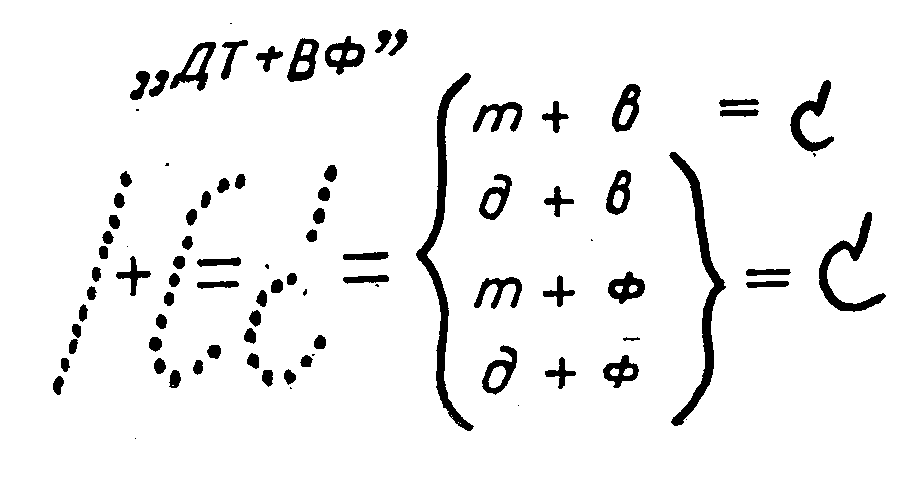 „ДТ+ВФ”
т + в =
д + в
+ = =
т + ф =
д + ф